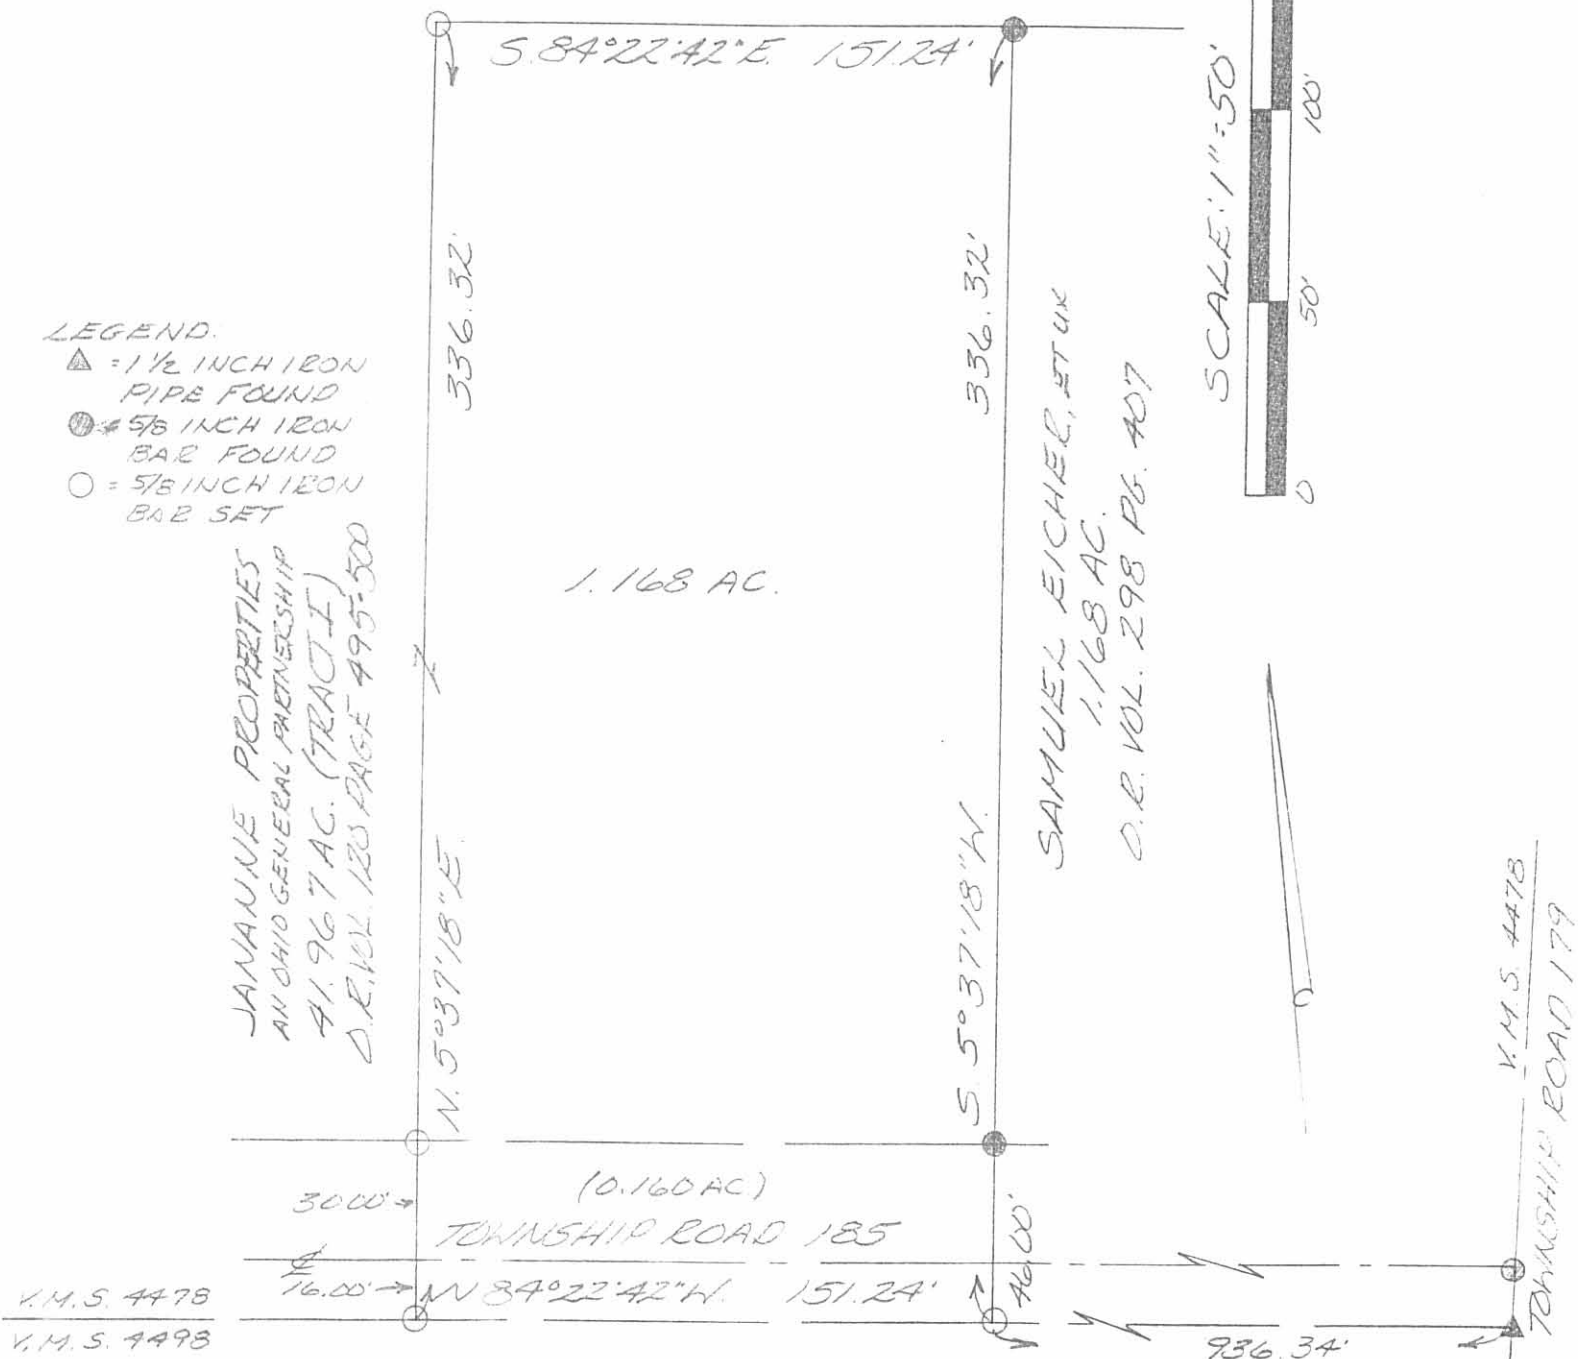 S. 84°22'42" E. 151.24'
SCALE: 1"=50'
100'
50'
0
336.32'
336.32'
LEGEND.
▲ = 1 1/2 INCH IRON
PIPE FOUND
● = 5/8 INCH IRON
BAR FOUND
○ = 5/8 INCH IRON
BAR SET
JANANNE PROPERTIES
AN OHIO GENERAL PARTNERSHIP
41.967 AC. (TRACT I)
O.R. VOL. 120 PAGE 495-500
1.168 AC.
SAMUEL EICHER, ET UX
1.168 AC.
O.R. VOL. 298 PG. 407
N. 5°37'18" E.
S. 5°37'18" W.
V.M.S. 4478
TOWNSHIP ROAD 179
30.00'
(0.160 AC.)
TOWNSHIP ROAD 185
46.00'
16.00'
N 84°22'42" W. 151.24'
V.M.S. 4478
V.M.S. 4498
936.34'